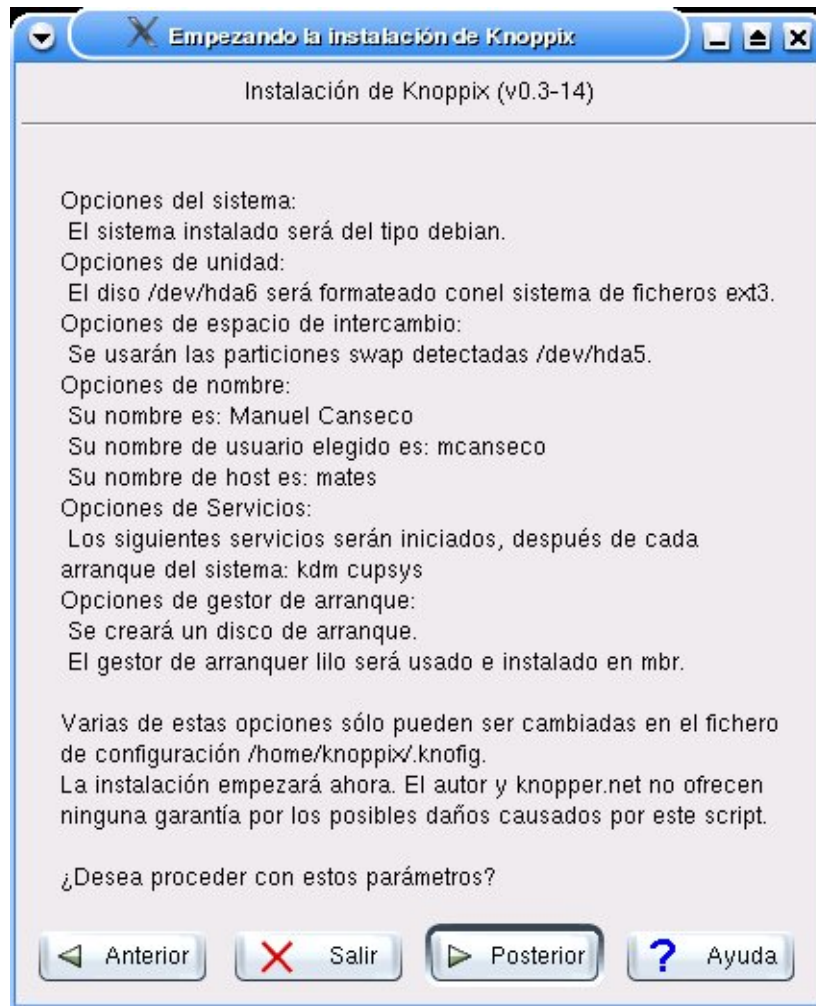 Empezando la instalación de Knoppix
Instalación de Knoppix (v0.3-14)
Opciones del sistema:
El sistema instalado será del tipo debian.
Opciones de unidad:
El diso /dev/hda6 será formateado conel sistema de ficheros ext3.
Opciones de espacio de intercambio:
Se usarán las particiones swap detectadas /dev/hda5.
Opciones de nombre:
Su nombre es: Manuel Canseco
Su nombre de usuario elegido es: mcanseco
Su nombre de host es: mates
Opciones de Servicios:
Los siguientes servicios serán iniciados, después de cada
arranque del sistema: kdm cupsys
Opciones de gestor de arranque:
Se creará un disco de arranque.
El gestor de arranquer lilo será usado e instalado en mbr.
Varias de estas opciones sólo pueden ser cambiadas en el fichero
de configuración /home/knoppix/.knofig.
La instalación empezará ahora. El autor y knopper.net no ofrecen
ninguna garantía por los posibles daños causados por este script.
¿Desea proceder con estos parámetros?
Anterior Salir Posterior ? Ayuda